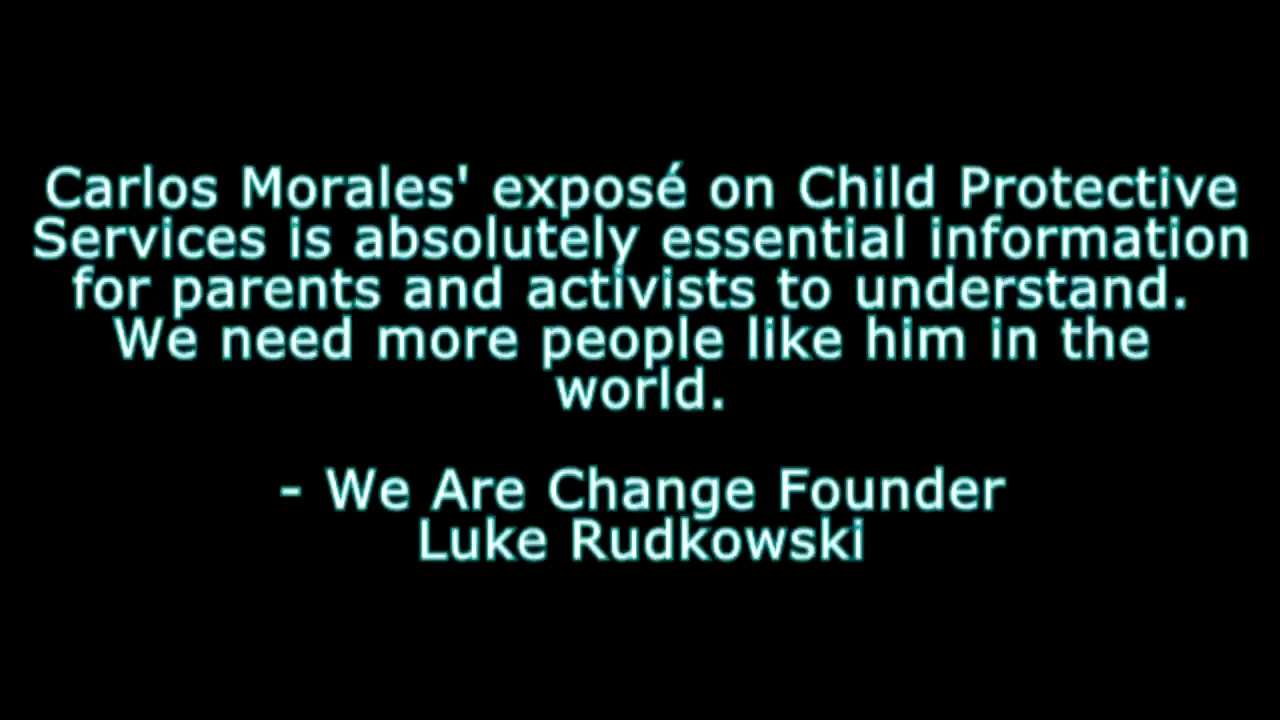 Carlos Morales' exposé on Child Protective
Services is absolutely essential information
for parents and activists to understand.
We need more people like him in the
world.
- We Are Change Founder
Luke Rudkowski